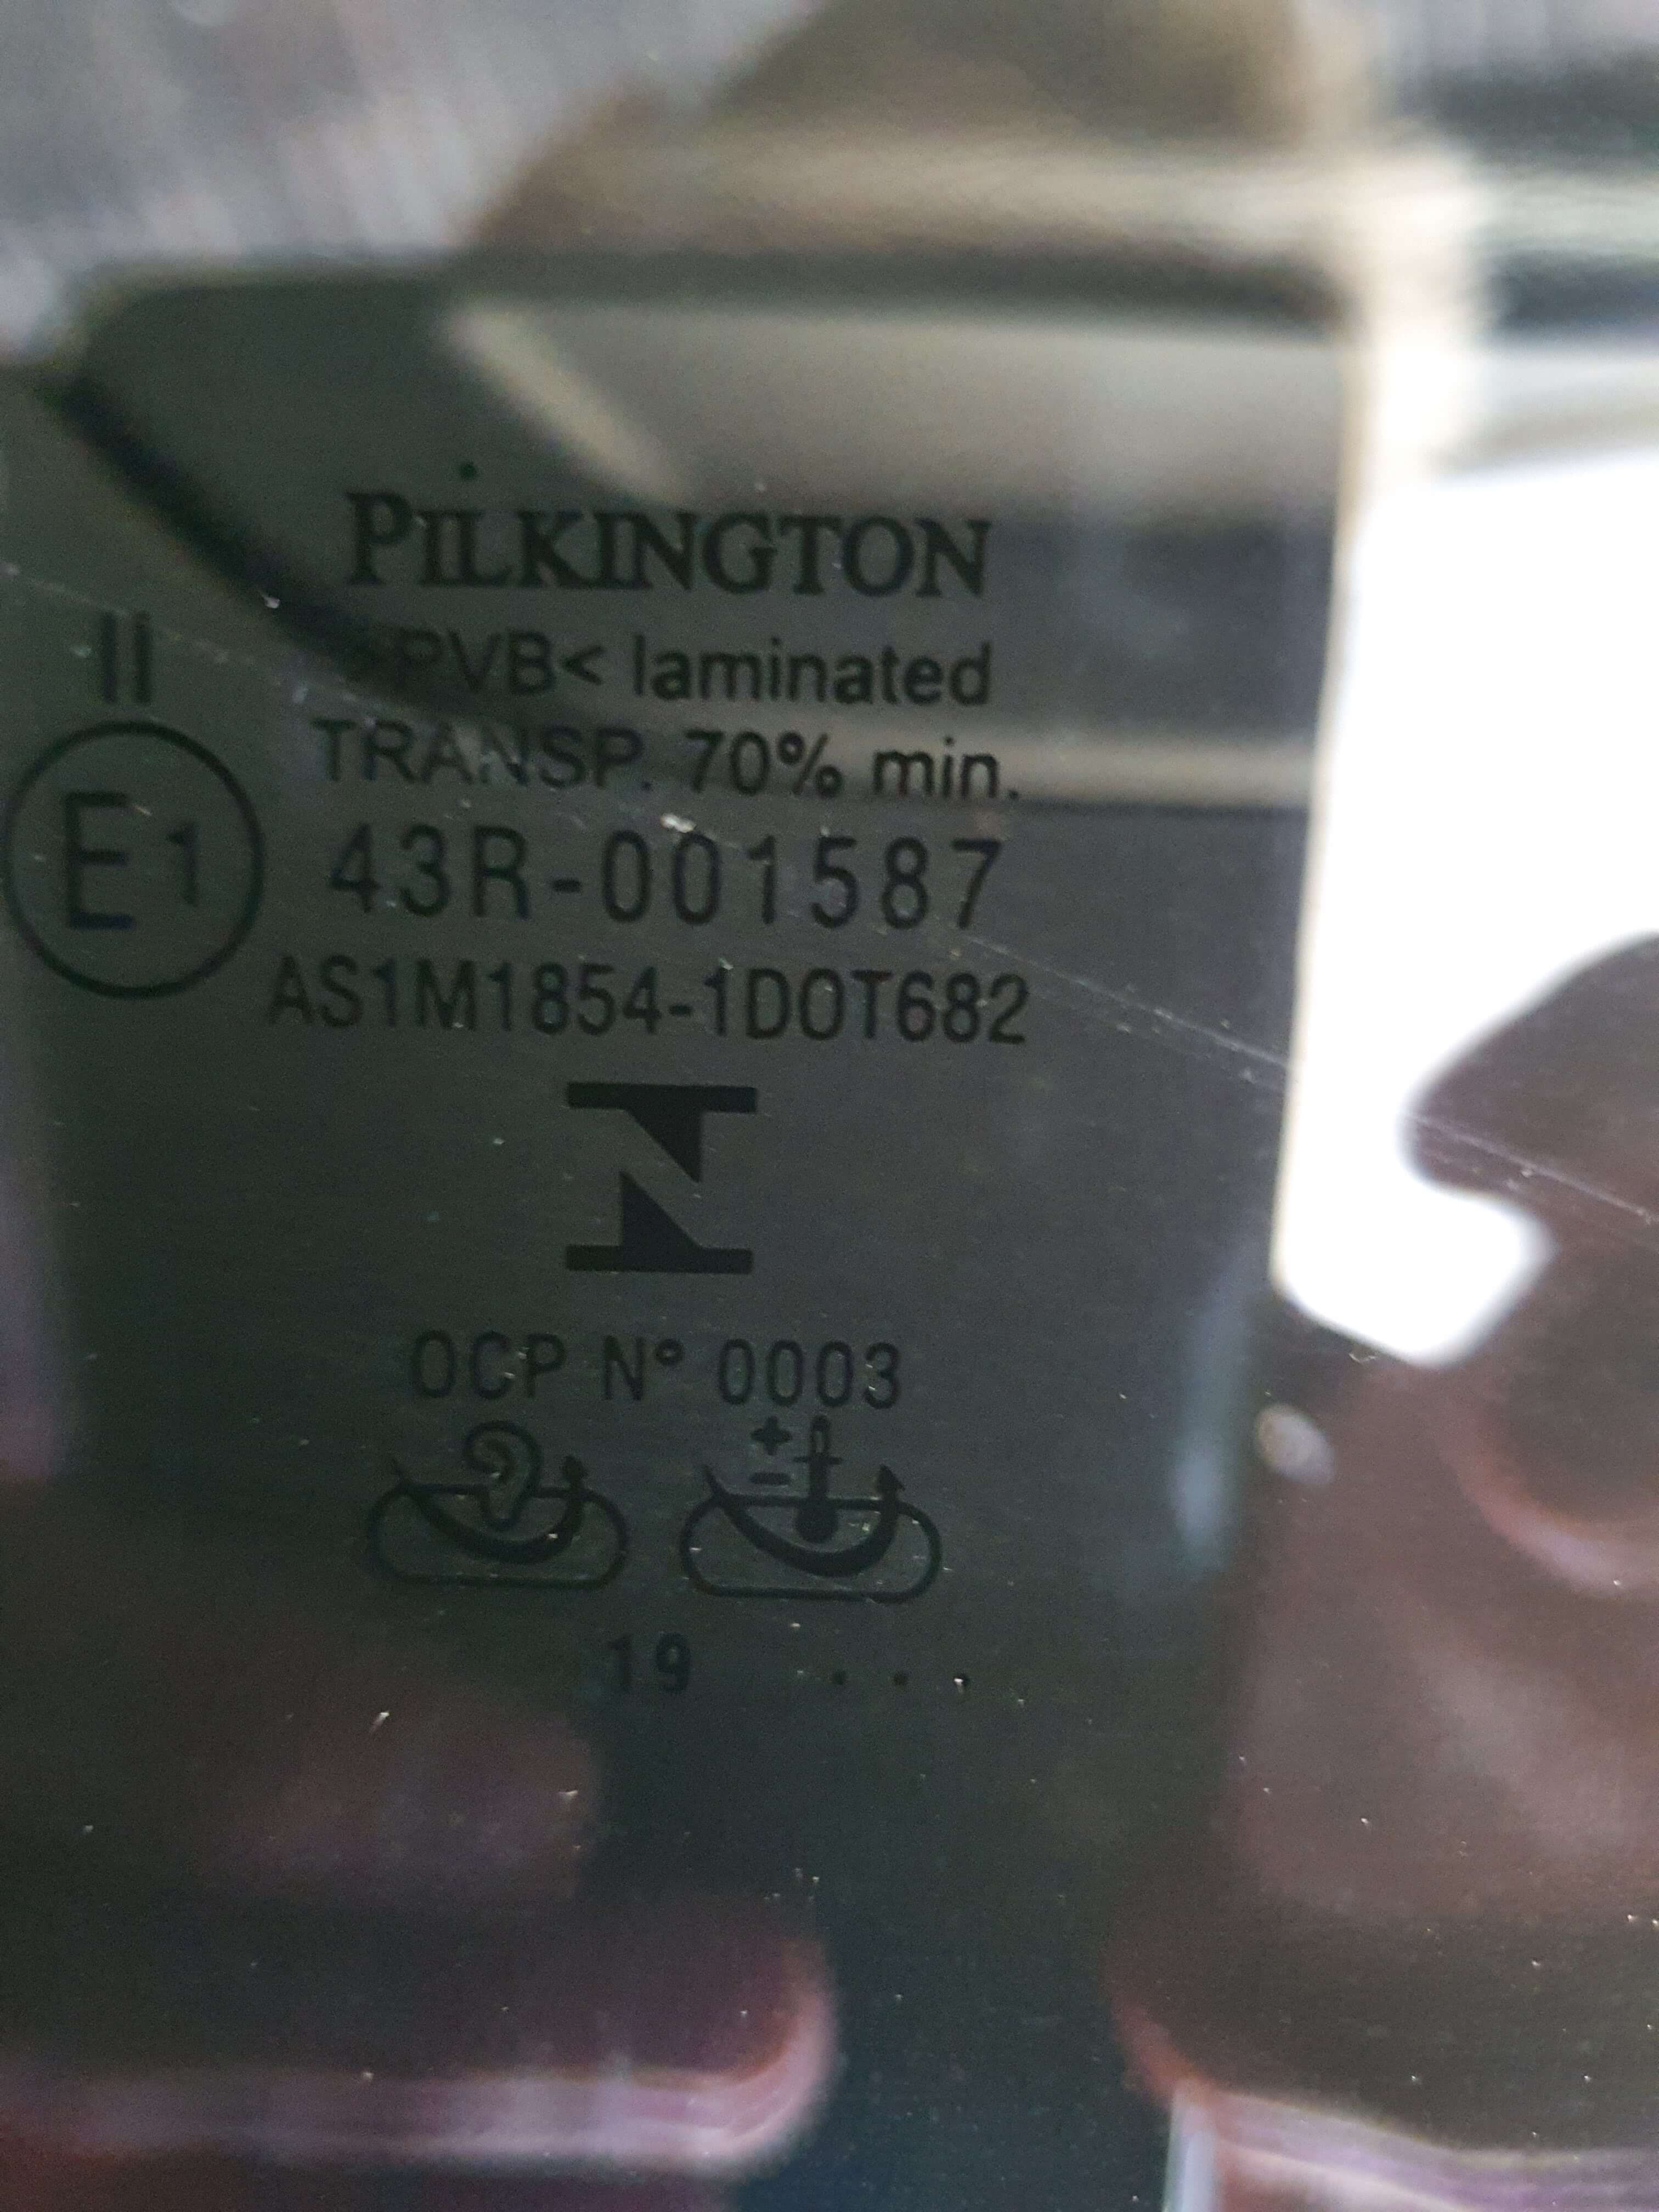 PILKINGTON
>PVB< laminated
II
TRANSP. 70% min.
E1
43R-001587
AS1M1854-1DOT682
OCP N° 0003
+
-
19 . . .